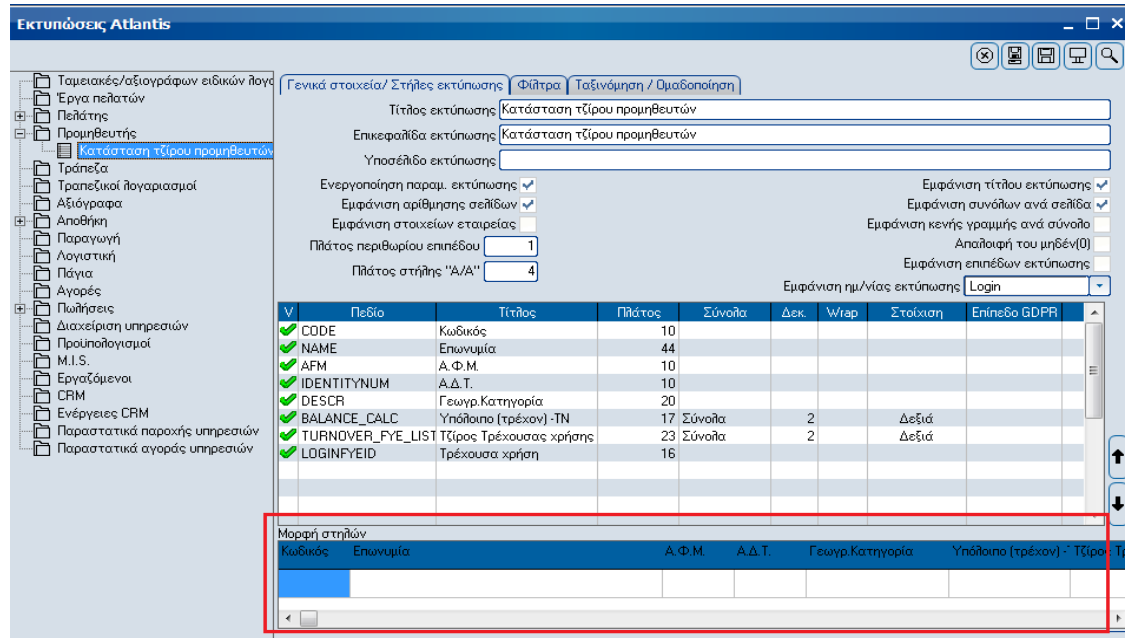 Εκτυπώσεις Atlantis
Ταμειακές/αξιογράφων ειδικών λογα
Έργα πελατών
Πελάτης
Προμηθευτής
Κατάσταση τζίρου προμηθευτών
Τράπεζα
Τραπεζικοί λογαριασμοί
Αξιόγραφα
Αποθήκη
Παραγωγή
Λογιστική
Πάγια
Αγορές
Πωλήσεις
Διαχείριση υπηρεσιών
Προϋπολογισμοί
M.I.S.
Εργαζόμενοι
CRM
Ενέργειες CRM
Παραστατικά παροχής υπηρεσιών
Παραστατικά αγοράς υπηρεσιών
Γενικά στοιχεία/ Στήλες εκτύπωσης Φίλτρα Ταξινόμηση / Ομαδοποίηση
Τίτλος εκτύπωσης Κατάσταση τζίρου προμηθευτών
Επικεφαλίδα εκτύπωσης Κατάσταση τζίρου προμηθευτών
Υποσέλιδο εκτύπωσης
Ενεργοποίηση παραμ. εκτύπωσης Εμφάνιση τίτλου εκτύπωσης
Εμφάνιση αρίθμησης σελίδων Εμφάνιση συνόλων ανά σελίδα
Εμφάνιση στοιχείων εταιρείας Εμφάνιση κενής γραμμής ανά σύνολο
Πλάτος περιθωρίου επιπέδου 1 Απαλοιφή του μηδέν(0)
Εμφάνιση επιπέδων εκτύπωσης
Πλάτος στήλης "Α/Α" 4
Εμφάνιση ημ/νίας εκτύπωσης Login
V Πεδίο Τίτλος Πλάτος Σύνολα Δεκ. Wrap Στοίχιση Επίπεδο GDPR
CODE Κωδικός 10
NAME Επωνυμία 44
AFM Α.Φ.Μ. 10
IDENTITYNUM Α.Δ.Τ. 10
DESCR Γεωγρ.Κατηγορία 20
BALANCE_CALC Υπόλοιπο (τρέχον) -TN 17 Σύνολα 2 Δεξιά
TURNOVER_FYE_LIST Τζίρος Τρέχουσας χρήσης 23 Σύνολα 2 Δεξιά
LOGINFYEID Τρέχουσα χρήση 16
Μορφή στηλών
Κωδικός Επωνυμία Α.Φ.Μ. Α.Δ.Τ. Γεωγρ.Κατηγορία Υπόλοιπο (τρέχον) -Τ Τζίρος Τρ